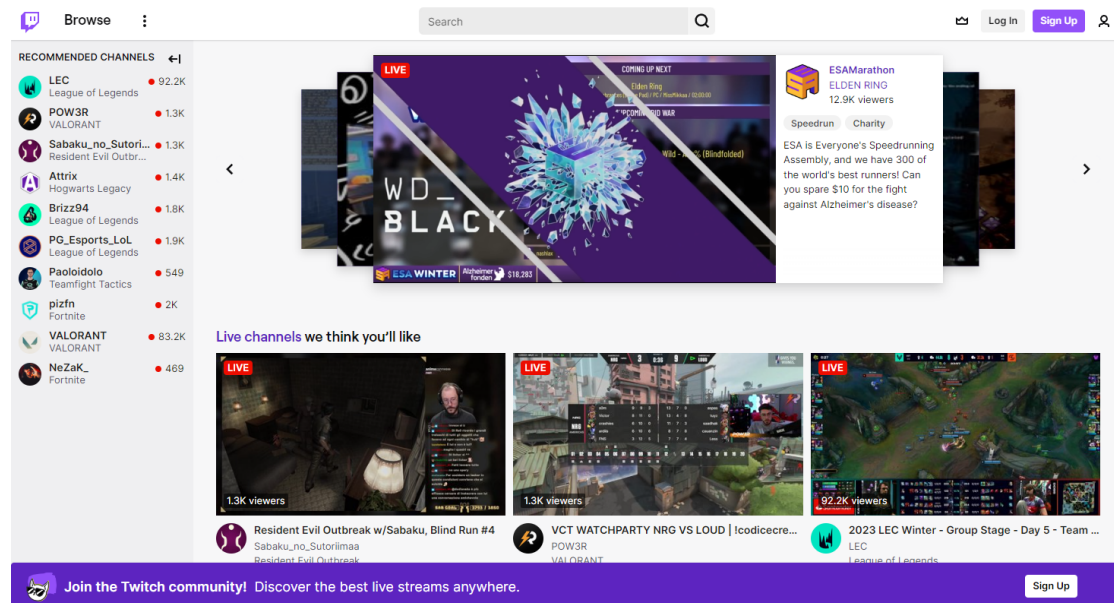 Browse
Search
Log In
Sign Up
RECOMMENDED CHANNELS
LEC
92.2K
League of Legends
POW3R
1.3K
VALORANT
Sabaku_no_Sutori...
1.3K
Resident Evil Outbr...
Attrix
1.4K
Hogwarts Legacy
Brizz94
1.8K
League of Legends
PG_Esports_LoL
1.9K
League of Legends
Paoloidolo
549
Teamfight Tactics
pizfn
2K
Fortnite
VALORANT
83.2K
VALORANT
NeZaK_
469
Fortnite
LIVE
COMING UP NEXT
Elden Ring
WD_
BLACK
(Blindfolded)
ESA WINTER
Alzheimer
fonden
$18,283
ESAMarathon
ELDEN RING
12.9K viewers
Speedrun
Charity
ESA is Everyone's Speedrunning
Assembly, and we have 300 of
the world's best runners! Can
you spare $10 for the fight
against Alzheimer's disease?
Live channels we think you'll like
LIVE
1.3K viewers
Resident Evil Outbreak w/Sabaku, Blind Run #4
Sabaku_no_Sutoriimaa
Resident Evil Outbreak
LIVE
NRG
1.3K viewers
VCT WATCHPARTY NRG VS LOUD | Icodicecre...
POW3R
VALORANT
LIVE
92.2K viewers
2023 LEC Winter - Group Stage - Day 5 - Team ...
LEC
League of Legends
Join the Twitch community! Discover the best live streams anywhere.
Sign Up